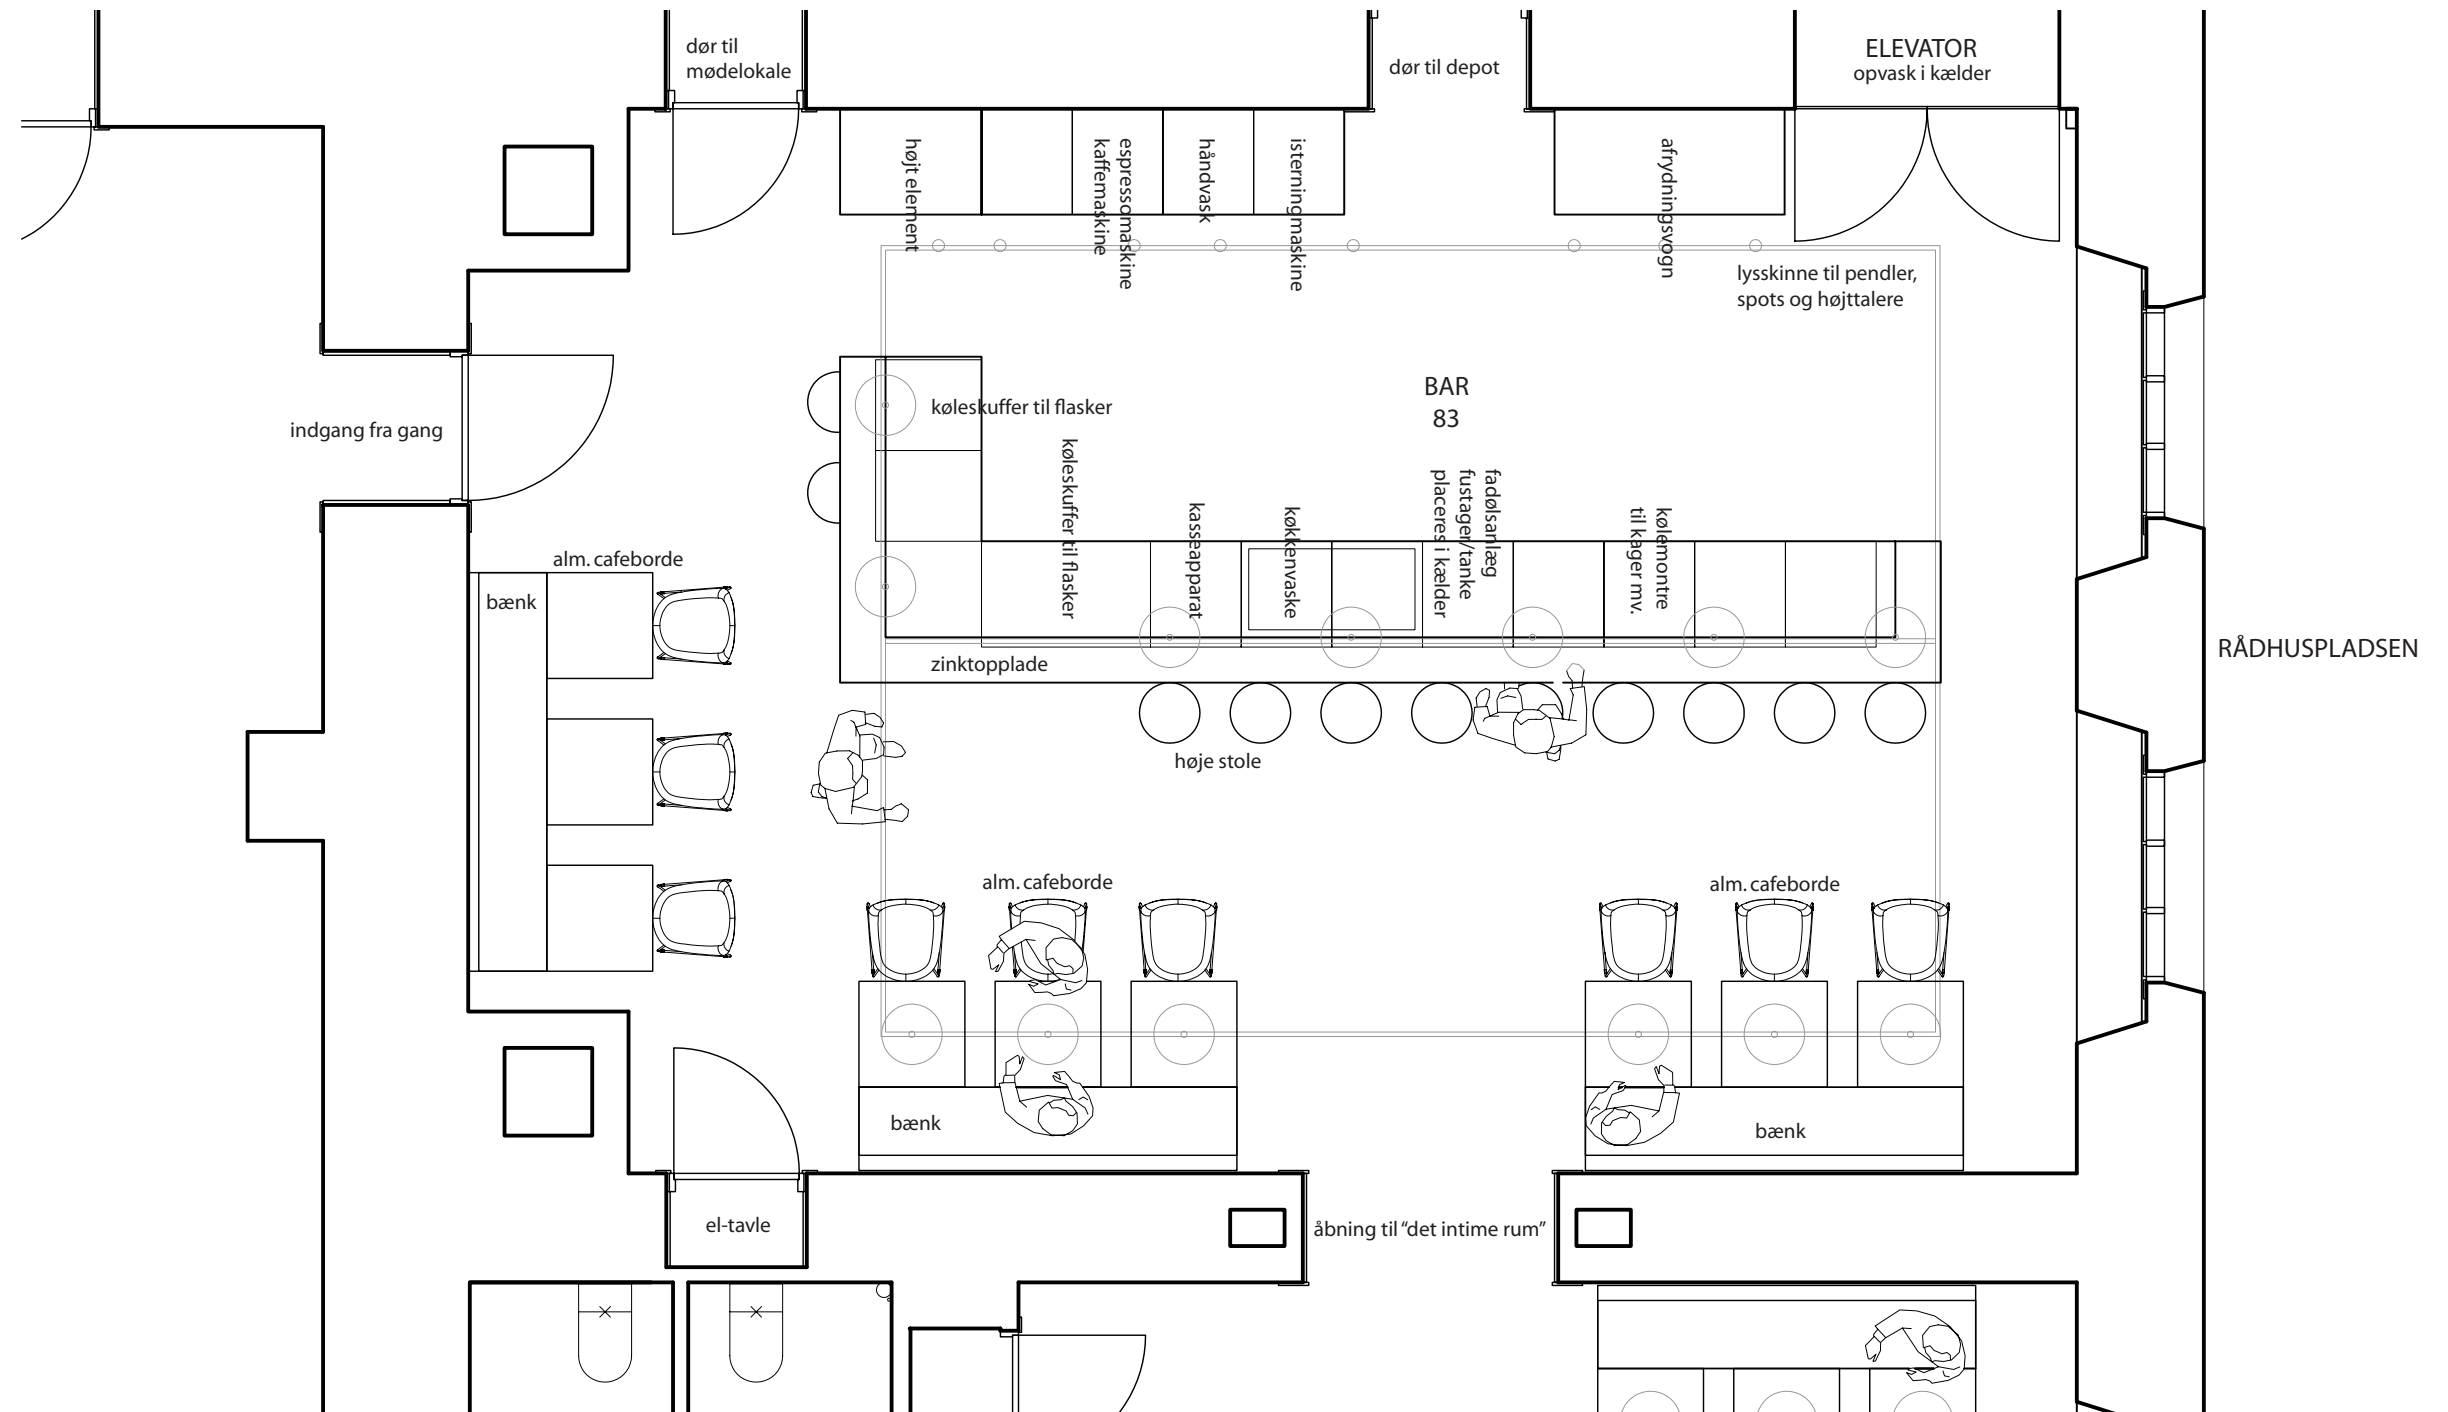 dør til
mødelokale
dør til depot
ELEVATOR
opvask i kælder
højt element
espressomaskine
kaffemaskine
håndvask
isterningmaskine
afrydningsvogn
lysskinne til pendler,
spots og højttalere
indgang fra gang
køleskuffer til flasker
BAR
83
køleskuffer til flasker
kasseapparat
køkkenvaske
fadølsanlæg
fustager/tanke
placeres i kælder
kølemontre
til kager mv.
alm. cafeborde
bænk
zinktopplade
RÅDHUSPLADSEN
høje stole
alm. cafeborde
alm. cafeborde
bænk
bænk
el-tavle
åbning til “det intime rum”